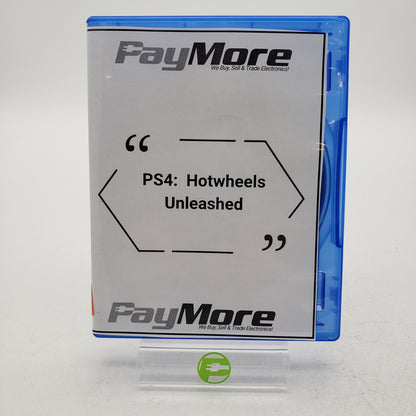 PayMore
We Buy, Sell & Trade Electronics!
“
PS4: Hotwheels
Unleashed
”
PayMore
We Buy, Sell & Trade Electronics!